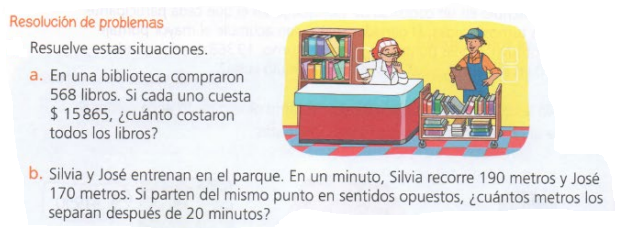 Resolución de problemas
Resuelve estas situaciones.
a. En una biblioteca compraron
568 libros. Si cada uno cuesta
$ 15 865, ¿cuánto costaron
todos los libros?
b. Silvia y José entrenan en el parque. En un minuto, Silvia recorre 190 metros y José
170 metros. Si parten del mismo punto en sentidos opuestos, ¿cuántos metros los
separan después de 20 minutos?